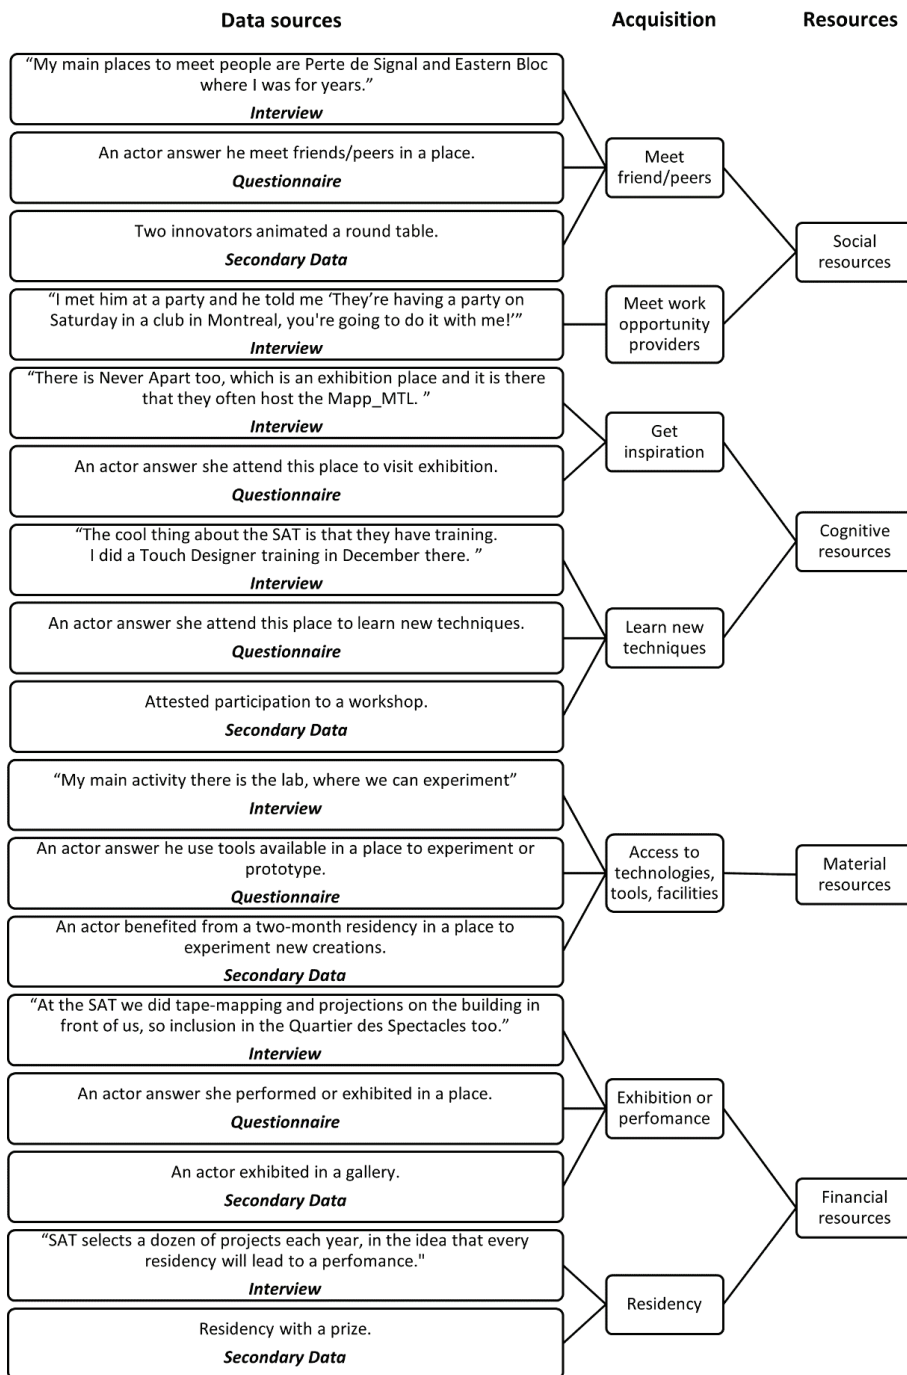 Data sources
Acquisition
Resources
“My main places to meet people are Perte de Signal and Eastern Bloc
where I was for years.”
Interview
An actor answer he meet friends/peers in a place.
Questionnaire
Two innovators animated a round table.
Secondary Data
“I met him at a party and he told me ‘They’re having a party on
Saturday in a club in Montreal, you're going to do it with me!’”
Interview
Meet
friend/peers
Meet work
opportunity
providers
Social
resources
“There is Never Apart too, which is an exhibition place and it is there
that they often host the Mapp_MTL. ”
Interview
An actor answer she attend this place to visit exhibition.
Questionnaire
“The cool thing about the SAT is that they have training.
I did a Touch Designer training in December there. ”
Interview
An actor answer she attend this place to learn new techniques.
Questionnaire
Attested participation to a workshop.
Secondary Data
Get
inspiration
Learn new
techniques
Cognitive
resources
“My main activity there is the lab, where we can experiment”
Interview
An actor answer he use tools available in a place to experiment or
prototype.
Questionnaire
An actor benefited from a two-month residency in a place to
experiment new creations.
Secondary Data
Access to
technologies,
tools, facilities
Material
resources
“At the SAT we did tape-mapping and projections on the building in
front of us, so inclusion in the Quartier des Spectacles too.”
Interview
An actor answer she performed or exhibited in a place.
Questionnaire
An actor exhibited in a gallery.
Secondary Data
“SAT selects a dozen of projects each year, in the idea that every
residency will lead to a perfomance."
Interview
Residency with a prize.
Secondary Data
Exhibition or
perfomance
Residency
Financial
resources